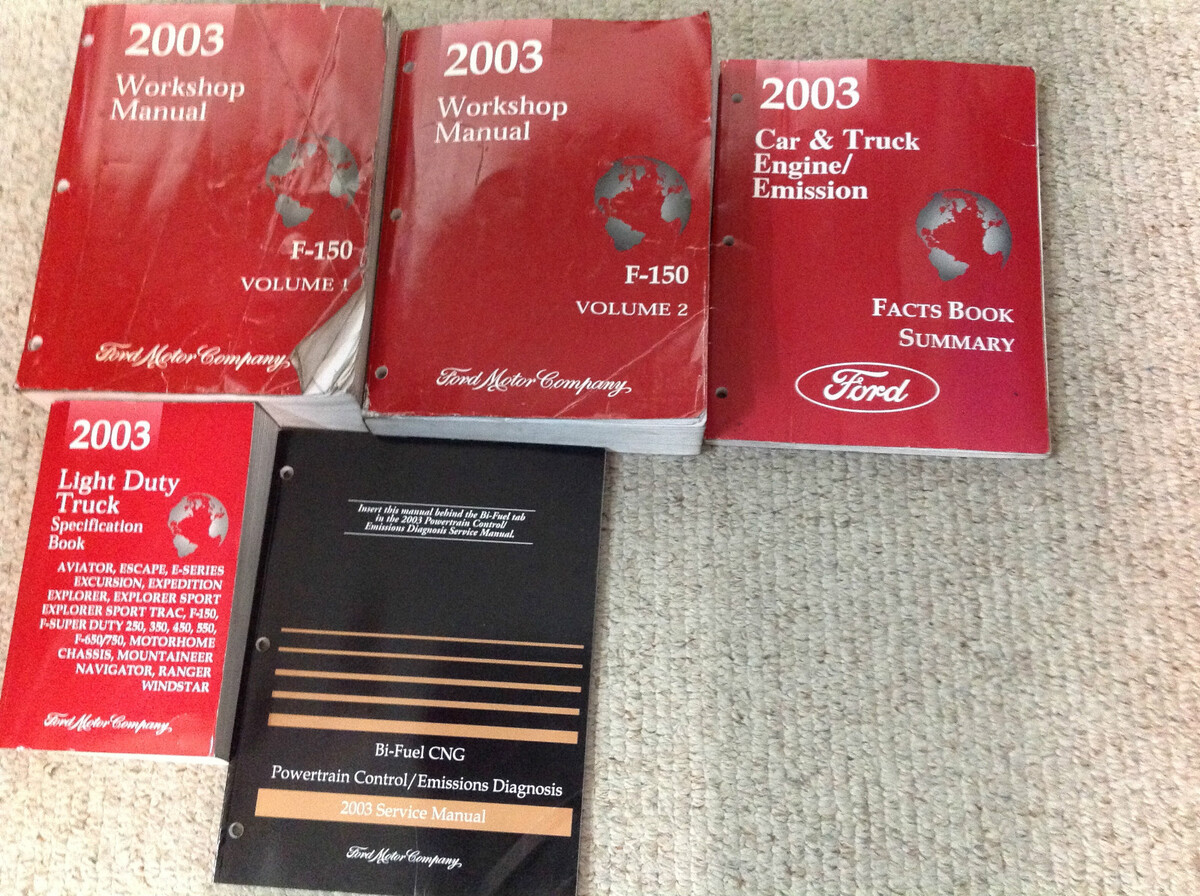 2003
Workshop
Manual
F-150
VOLUME 1
Ford Motor Company,
2003
Workshop
Manual
F-150
VOLUME 2
Ford Motor Company,
2003
Car & Truck
Engine/
Emission
FACTS BOOK
SUMMARY
Ford
2003
Light Duty
Truck
Specification
Book
AVIATOR, ESCAPE, E-SERIES
EXCURSION, EXPEDITION
EXPLORER, EXPLORER SPORT
EXPLORER SPORT TRAC, F-150,
F-SUPER DUTY 250, 350, 450, 550,
F-650/750, MOTORHOME
CHASSIS, MOUNTAINEER
NAVIGATOR, RANGER
WINDSTAR
Ford Motor Company,
Insert this manual behind the Bi-Fuel tab
in the 2003 Powertrain Control/
Emissions Diagnosis Service Manual.
Bi-Fuel CNG
Powertrain Control/Emissions Diagnosis
2003 Service Manual
Ford Motor Company,